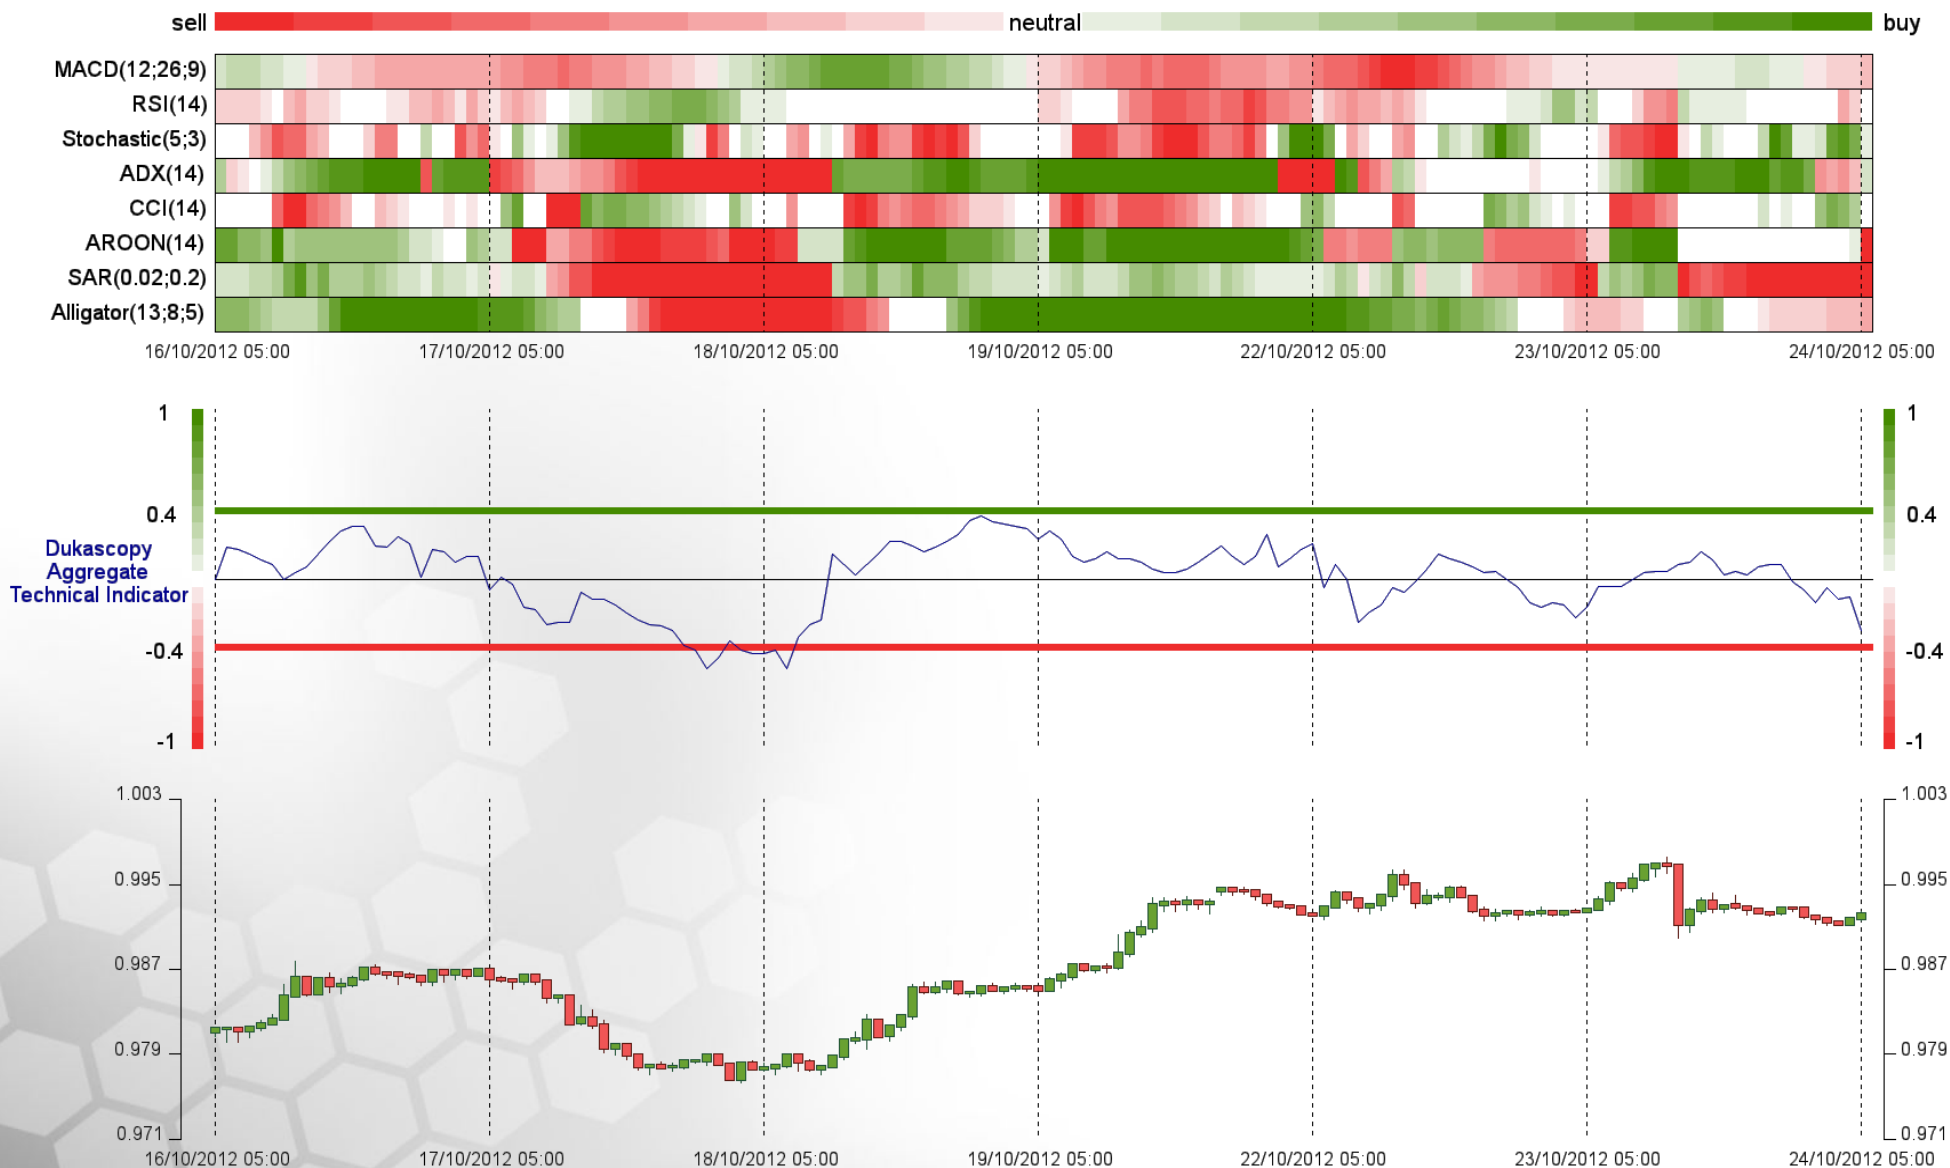 sell neutral buy
MACD(12;26;9)
RSI(14)
Stochastic(5;3)
ADX(14)
CCI(14)
AROON(14)
SAR(0.02;0.2)
Alligator(13;8;5)
16/10/2012 05:00 17/10/2012 05:00 18/10/2012 05:00 19/10/2012 05:00 22/10/2012 05:00 23/10/2012 05:00 24/10/2012 05:00
1 1
0.4 0.4
Dukascopy
Aggregate
Technical Indicator
-0.4 -0.4
-1 -1
1.003 1.003
0.995 0.995
0.987 0.987
0.979 0.979
0.971 0.971
16/10/2012 05:00 17/10/2012 05:00 18/10/2012 05:00 19/10/2012 05:00 22/10/2012 05:00 23/10/2012 05:00 24/10/2012 05:00